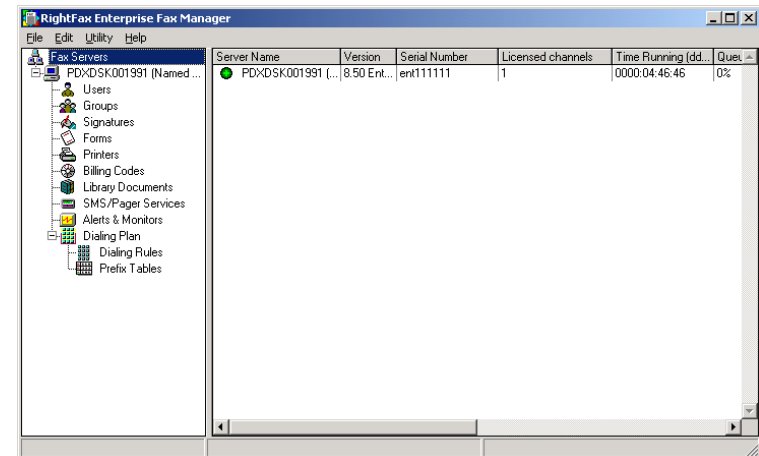 RightFax Enterprise Fax Manager
File Edit Utility Help
Fax Servers
PDXDSK001991 (Named ...
Users
Groups
Signatures
Forms
Printers
Billing Codes
Library Documents
SMS/Pager Services
Alerts & Monitors
Dialing Plan
Dialing Rules
Prefix Tables
Server Name Version Serial Number Licensed channels Time Running (dd... Queu
PDXDSK001991 (... 8.50 Ent... ent111111 1 0000:04:46:46 0%